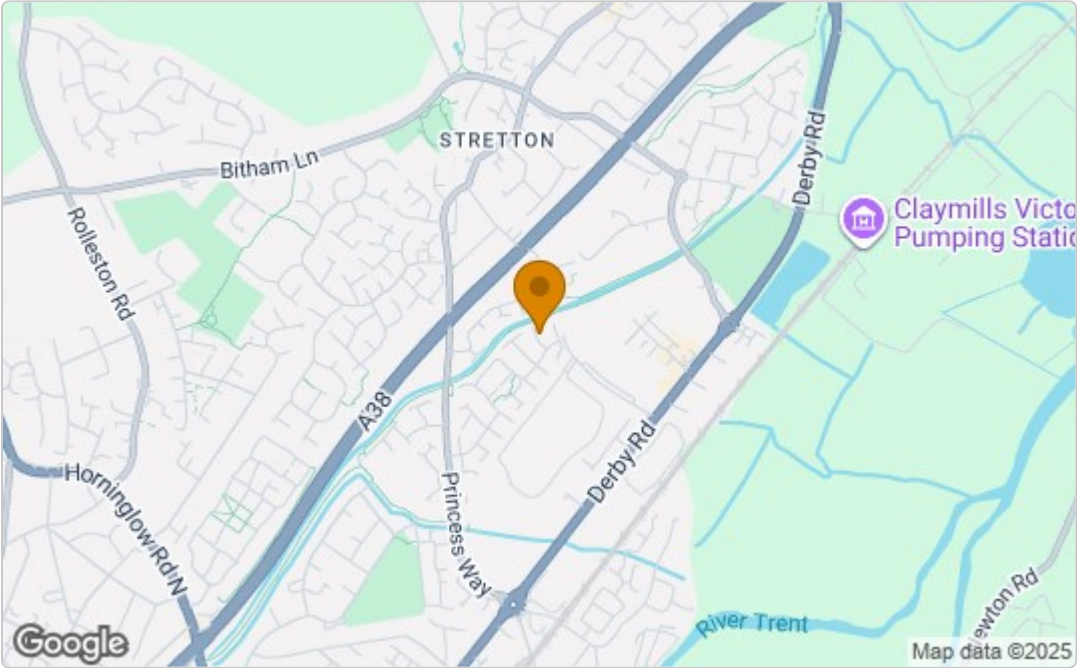 STRETTON
Bitham Ln
Derby Rd
Rolleston Rd
Claymills Victo
Pumping Static
A38
Derby Rd
Horninglow Rd N
Princess Way
River Trent
ewton Rd
Google
Map data ©2025